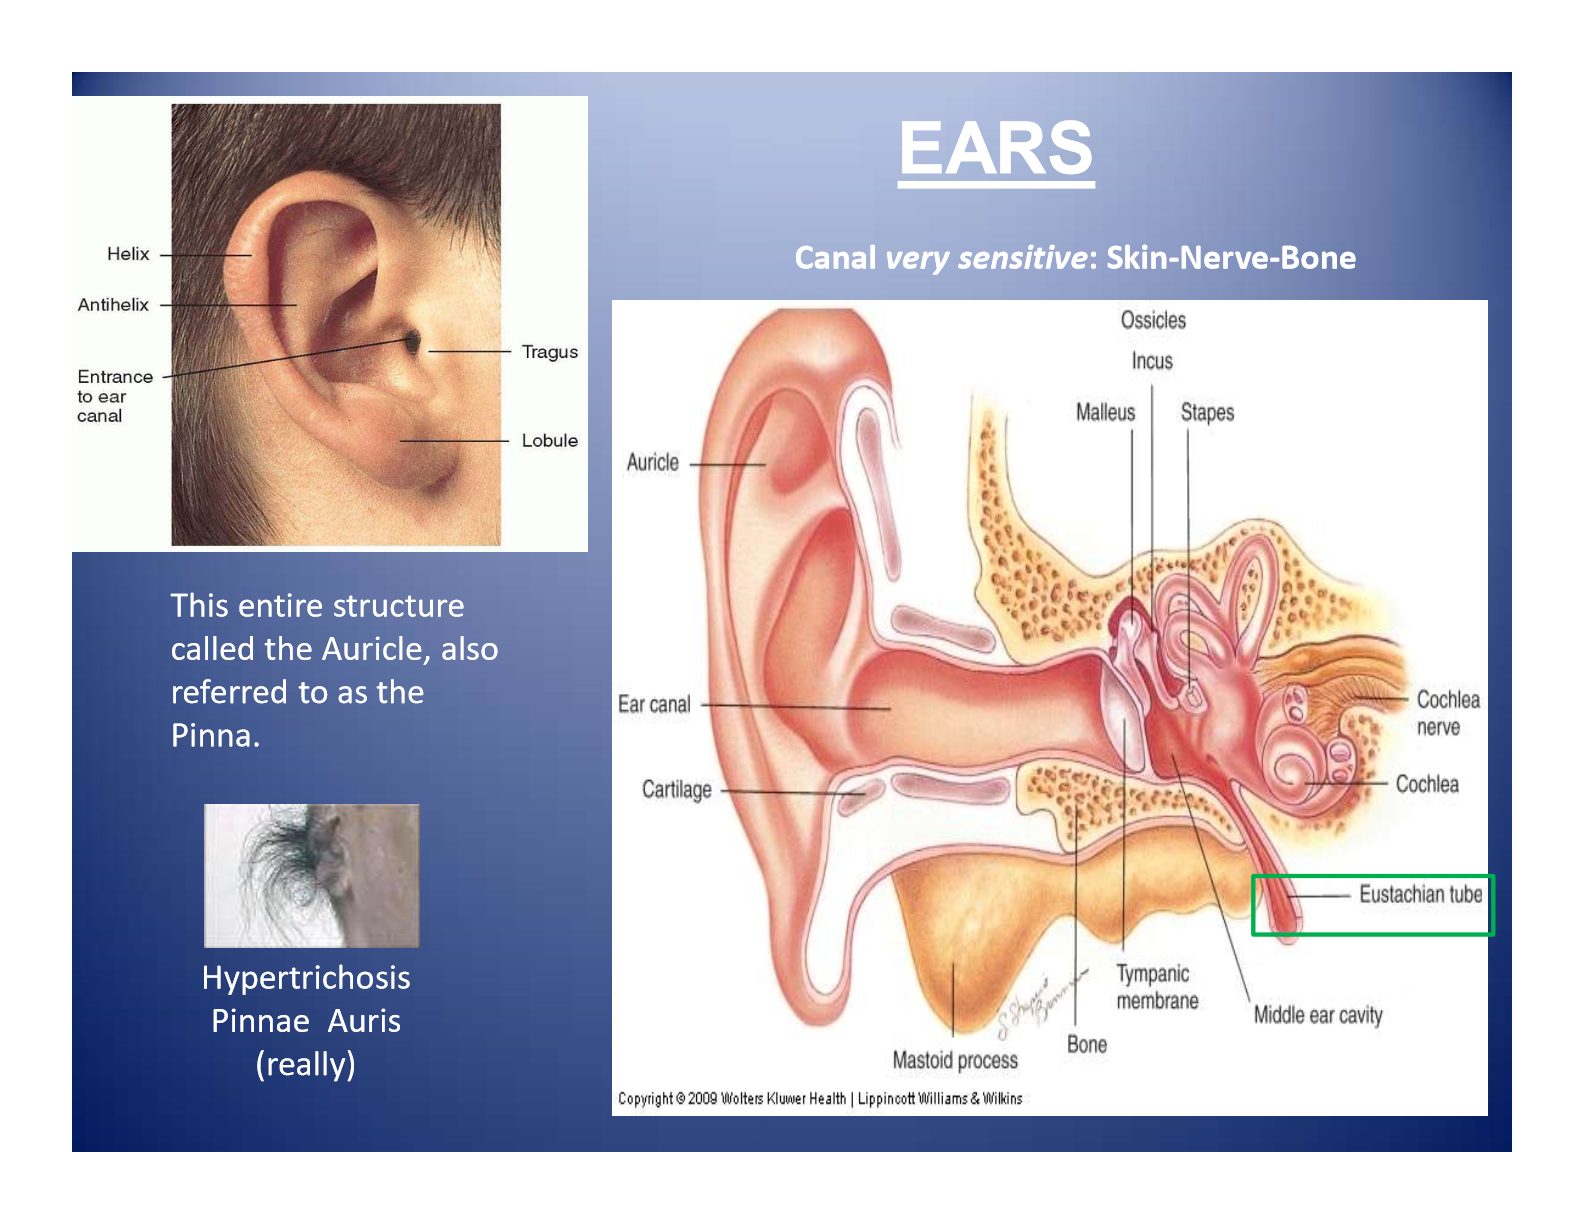 EARS
Canal very sensitive: Skin-Nerve-Bone
Helix
Antihelix
Entrance
to ear
canal
Tragus
Lobule
This entire structure
called the Auricle, also
referred to as the
Pinna.
Hypertrichosis
Pinnae Auris
(really)
Ossicles
Incus
Malleus
Stapes
Auricle
Ear canal
Cartilage
Cochlea
nerve
Cochlea
Eustachian tube
Tympanic
membrane
Middle ear cavity
Bone
Mastoid process
Copyright © 2009 Wolters Kluwer Health | Lippincott Williams & Wilkins